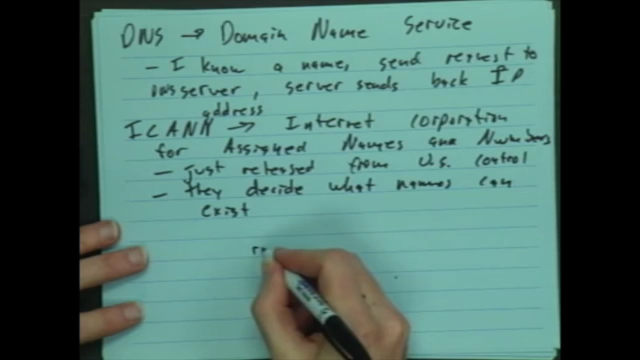 DNS → Domain Name Service
- I know a name, send request to
DNS server, server sends back IP
address
ICANN → Internet Corporation
for Assigned Names and Numbers
- just released from U.S. control
- they decide what names can
exist